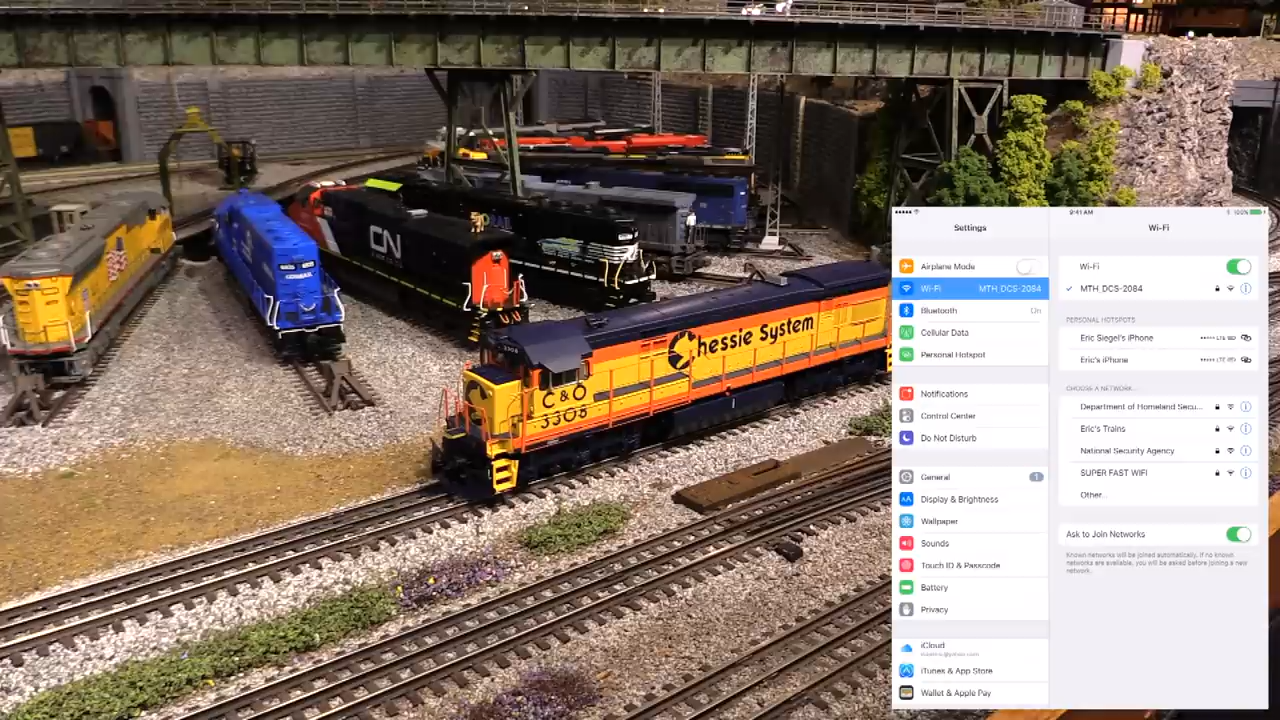 CN
CONRAIL
Chessie System
C & O
3308
9:41 AM
100%
Settings
Wi-Fi
Airplane Mode
Wi-Fi
MTH_DCS-2084
Bluetooth
On
Cellular Data
Personal Hotspot
Notifications
Control Center
Do Not Disturb
General
1
AA
Display & Brightness
Wallpaper
Sounds
Touch ID & Passcode
Battery
Privacy
iCloud
iTunes & App Store
Wallet & Apple Pay
Wi-Fi
MTH_DCS-2084
PERSONAL HOTSPOTS
Eric Siegel's iPhone
LTE
Eric's iPhone
LTE
CHOOSE A NETWORK...
Department of Homeland Secu...
Eric's Trains
National Security Agency
SUPER FAST WIFI
Other...
Ask to Join Networks
Known networks will be joined automatically. If no known
networks are available, you will be asked before joining a new
network.